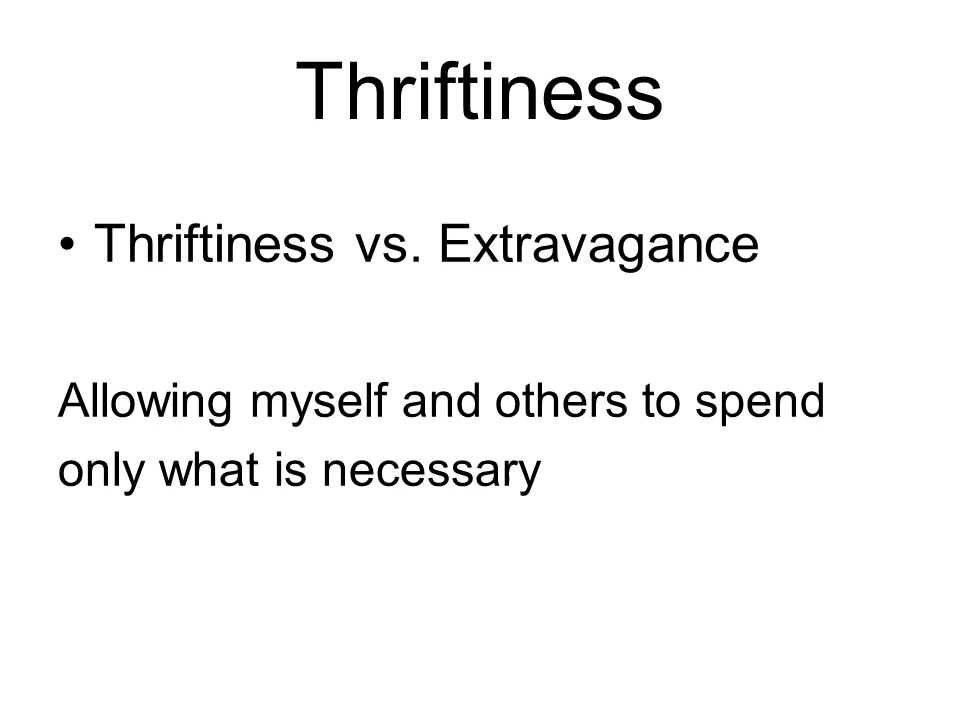 Thriftiness
• Thriftiness vs. Extravagance
Allowing myself and others to spend
only what is necessary